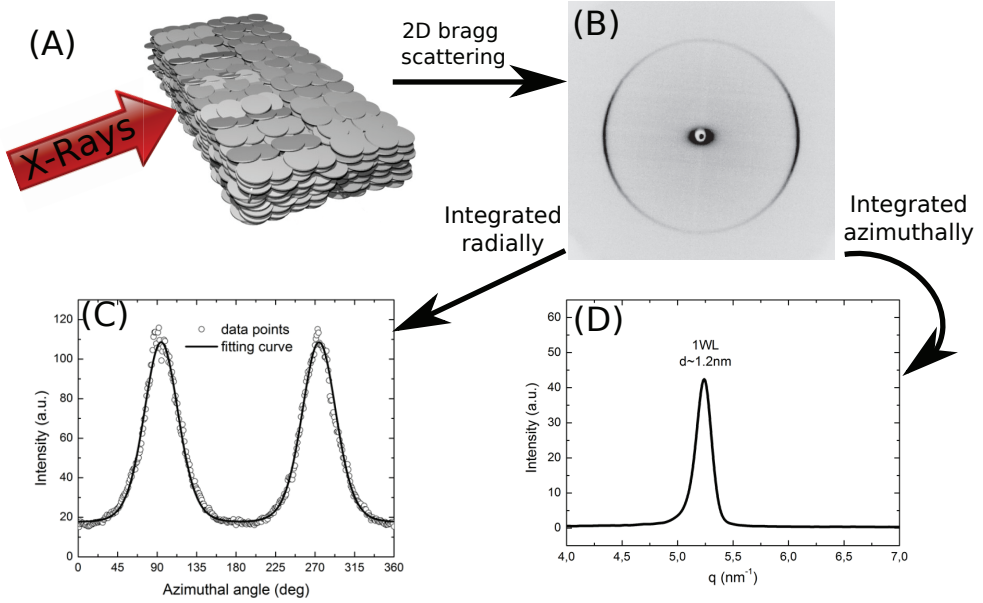 (A)
X-Rays
2D bragg
scattering
(B)
Integrated
radially
Integrated
azimuthally
(C)
data points
fitting curve
Intensity (a.u.)
120
100
80
60
40
20
0
0 45 90 135 180 225 270 315 360
Azimuthal angle (deg)
(D)
1WL
d~1.2nm
Intensity (a.u.)
60
50
40
30
20
10
0
4,0 4,5 5,0 5,5 6,0 6,5 7,0
q (nm⁻¹)